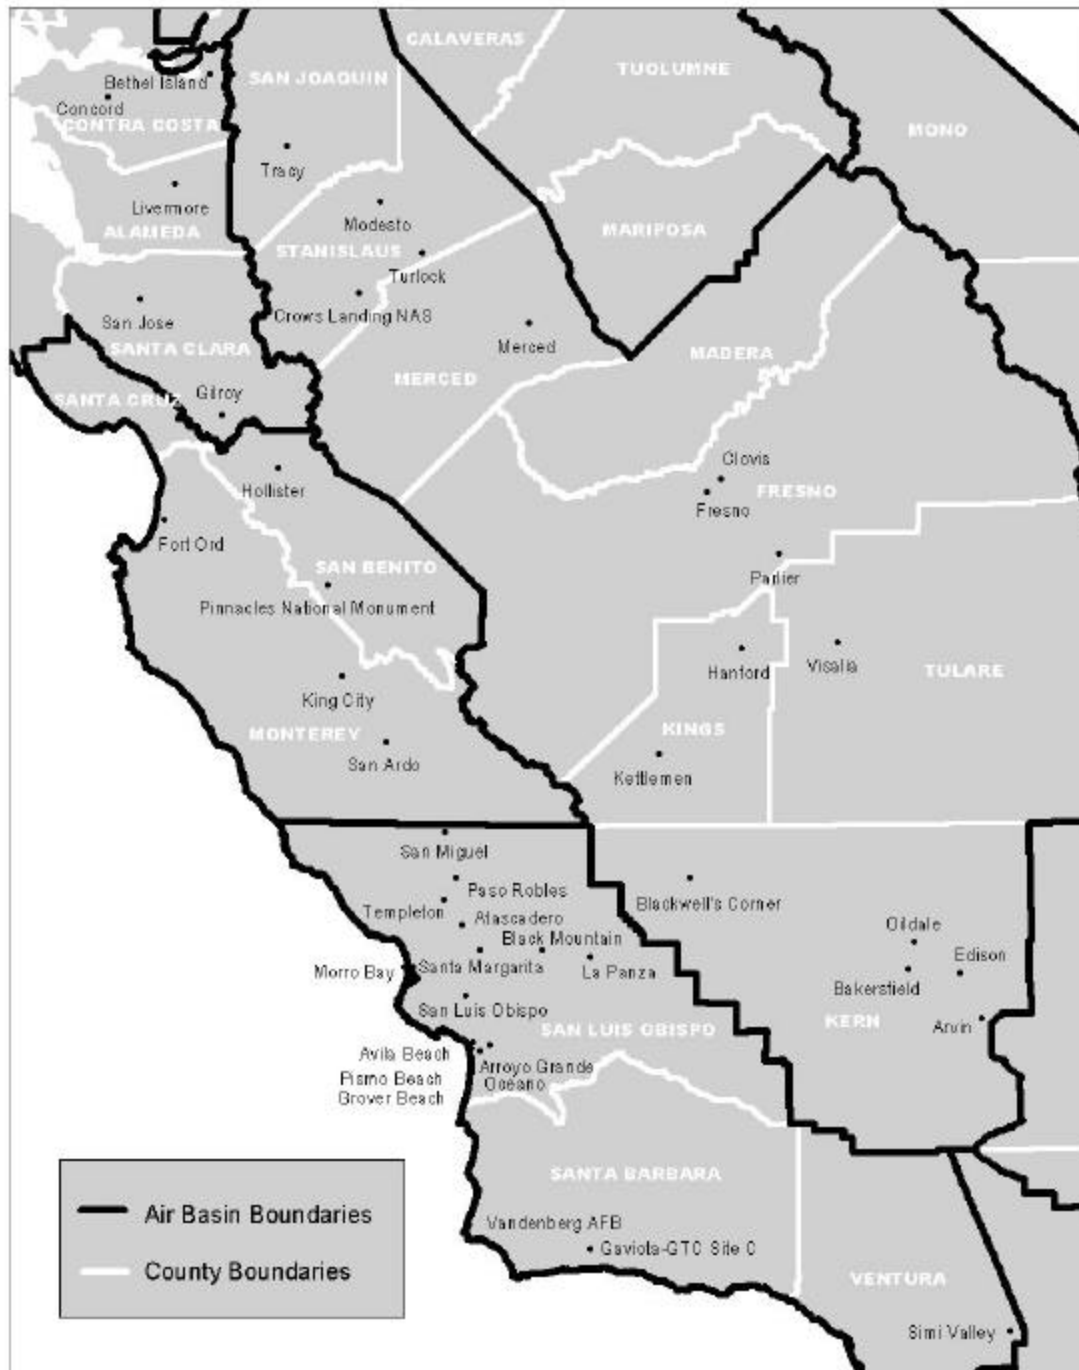 CALAVERAS
TUOLUMNE
SAN JOAQUIN
Bethel Island
Concord
CONTRA COSTA
MONO
Tracy
Livermore
ALAMEDA
Modesto
STANISLAUS
MARIPOSA
Turlock
San Jose
Crows Landing NAS
Merced
SANTA CLARA
MADERA
MERCED
Gilroy
SANTA CRUZ
Clovis
Hollister
FRESNO
Fresno
Fort Ord
SAN BENITO
Parlier
Pinnacles National Monument
Hanford
Visalia
TULARE
King City
MONTEREY
KINGS
San Ardo
Kettlemen
San Miguel
Paso Robles
Blackwell's Corner
Templeton
Atascadero
Oildale
Black Mountain
Edison
Morro Bay
Santa Margarita
La Panza
Bakersfield
San Luis Obispo
SAN LUIS OBISPO
KERN
Arvin
Avila Beach
Arroyo Grande
Pismo Beach
Oceano
Grover Beach
SANTA BARBARA
Air Basin Boundaries
Vandenberg AFB
Gaviota-GTC Site C
County Boundaries
VENTURA
Simi Valley